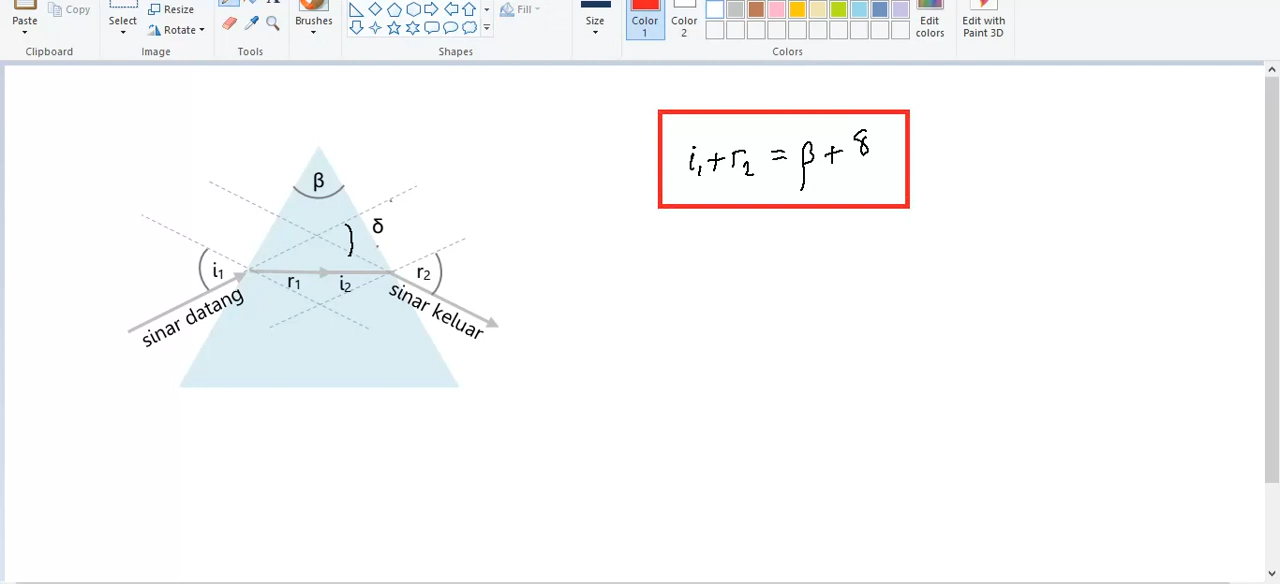 Paste
Copy
Clipboard
Select
Resize
Rotate
Image
A
Tools
Brushes
Shapes
Fill
Size
Color 1
Color 2
Colors
Edit colors
Edit with Paint 3D
i₁ + r₂ = β + δ
β
δ
i₁
r₁
i₂
r₂
sinar datang
sinar keluar